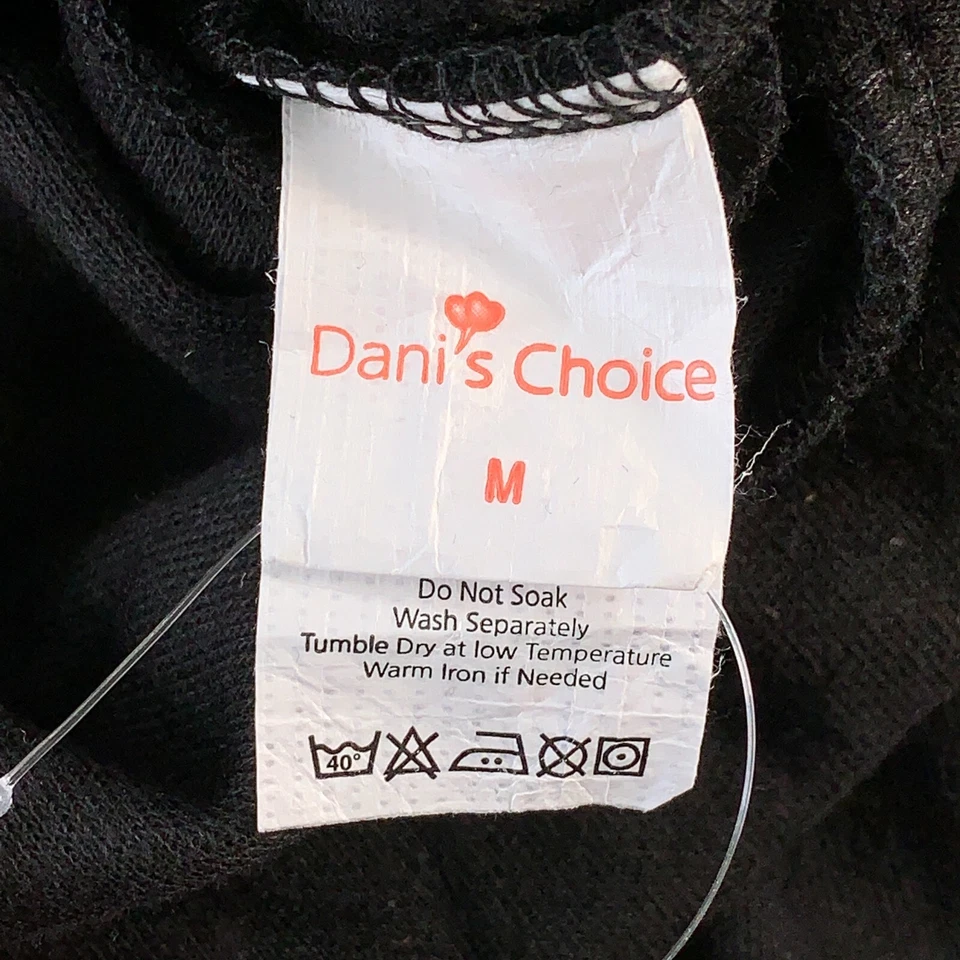 Dani's Choice
M
Do Not Soak
Wash Separately
Tumble Dry at low Temperature
Warm Iron if Needed
40°